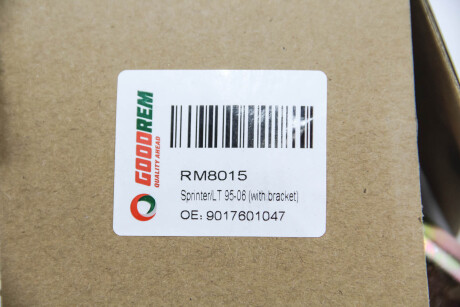 GOODREM
QUALITY AHEAD
RM8015
Sprinter/LT 95-06 (with bracket)
OE: 9017601047